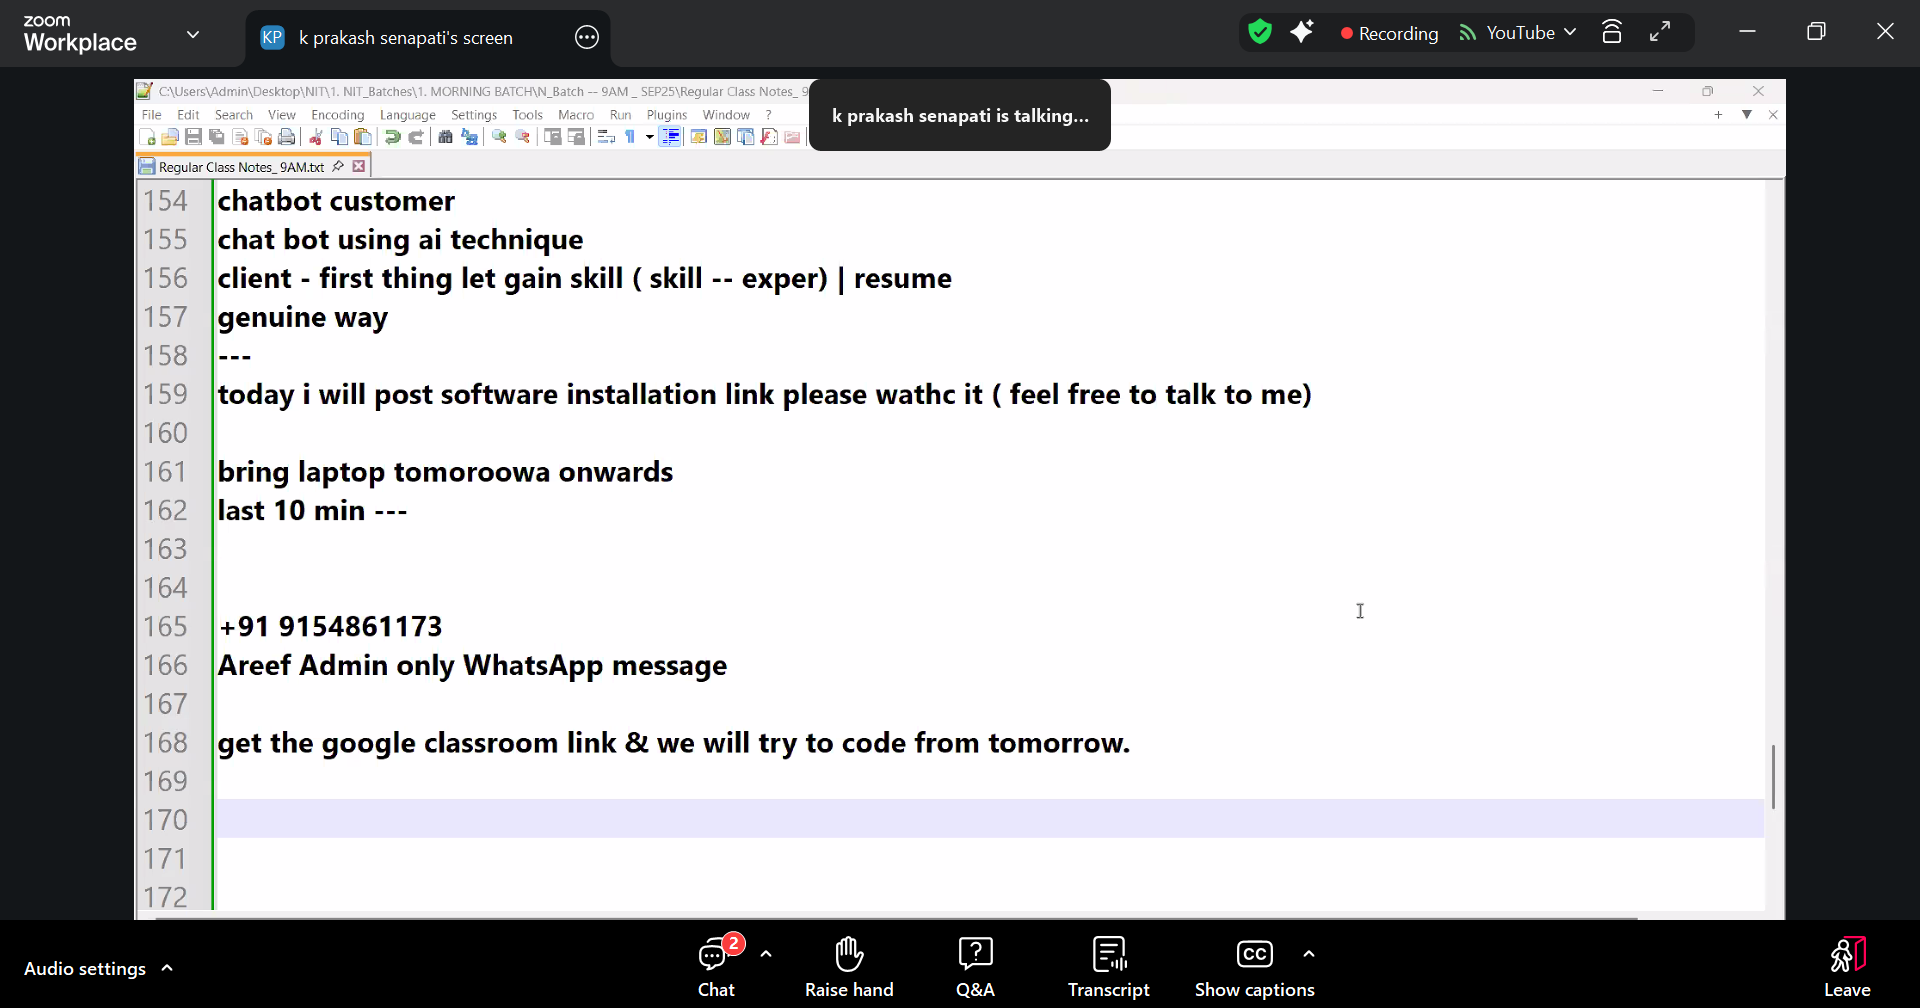 zoom
Workplace
KP k prakash senapati's screen
Recording
YouTube
C:\Users\Admin\Desktop\NIT\1. NIT_Batches\1. MORNING BATCH\N_Batch -- 9AM _ SEP25\Regular Class Notes_ 9
k prakash senapati is talking...
File Edit Search View Encoding Language Settings Tools Macro Run Plugins Window ?
Regular Class Notes_ 9AM.txt
154 chatbot customer
155 chat bot using ai technique
156 client - first thing let gain skill ( skill -- exper) | resume
157 genuine way
158 ---
159 today i will post software installation link please wathc it ( feel free to talk to me)
160
161 bring laptop tomoroowa onwards
162 last 10 min ---
163
164
165 +91 9154861173
166 Areef Admin only WhatsApp message
167
168 get the google classroom link & we will try to code from tomorrow.
169
170
171
172
Audio settings
2
Chat
Raise hand
Q&A
Transcript
CC
Show captions
Leave